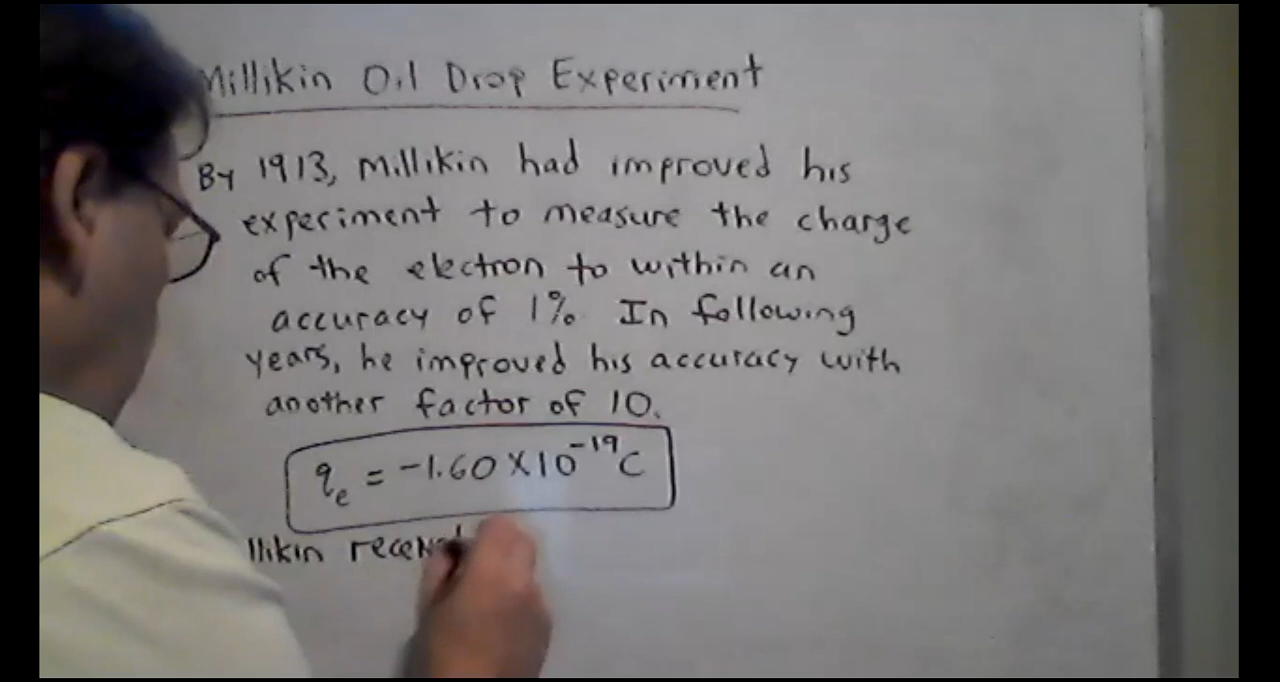 Millikin Oil Drop Experiment
By 1913, Millikin had improved his
experiment to measure the charge
of the electron to within an
accuracy of 1%. In following
years, he improved his accuracy with
another factor of 10.
qe = -1.60 × 10⁻¹⁹C
llikin